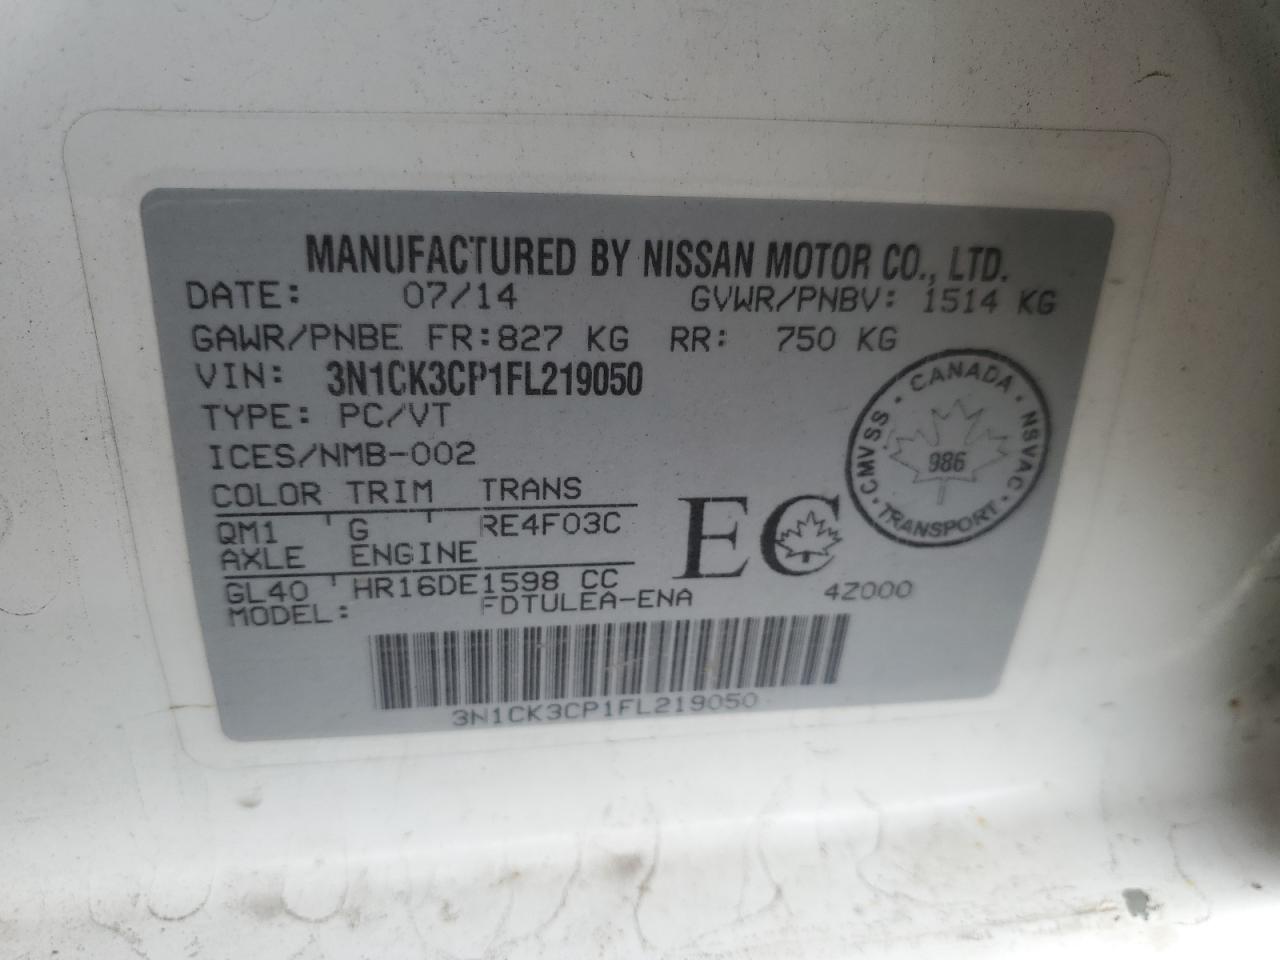 MANUFACTURED BY NISSAN MOTOR CO., LTD.
DATE: 07/14 GVWR/PNBV: 1514 KG
GAWR/PNBE FR:827 KG RR: 750 KG
VIN: 3N1CK3CP1FL219050
TYPE: PC/VT
ICES/NMB-002
COLOR TRIM TRANS
QM1 ' G ' RE4F03C
AXLE ENGINE
GL40 ' HR16DE1598 CC
MODEL: FDTULEA-ENA
EC 4Z000
CMVSS · CANADA · NSVAC · TRANSPORT ·
986
3N1CK3CP1FL219050